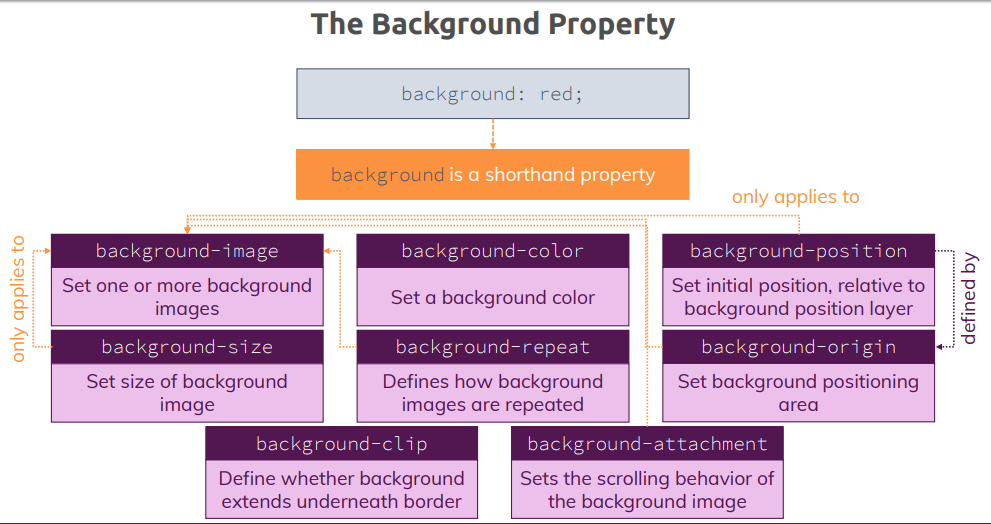 The Background Property
background: red;
background is a shorthand property
only applies to
background-image
Set one or more background
images
background-color
Set a background color
background-position
Set initial position, relative to
background position layer
only applies to
defined by
background-size
Set size of background
image
background-repeat
Defines how background
images are repeated
background-origin
Set background positioning
area
background-clip
Define whether background
extends underneath border
background-attachment
Sets the scrolling behavior of
the background image